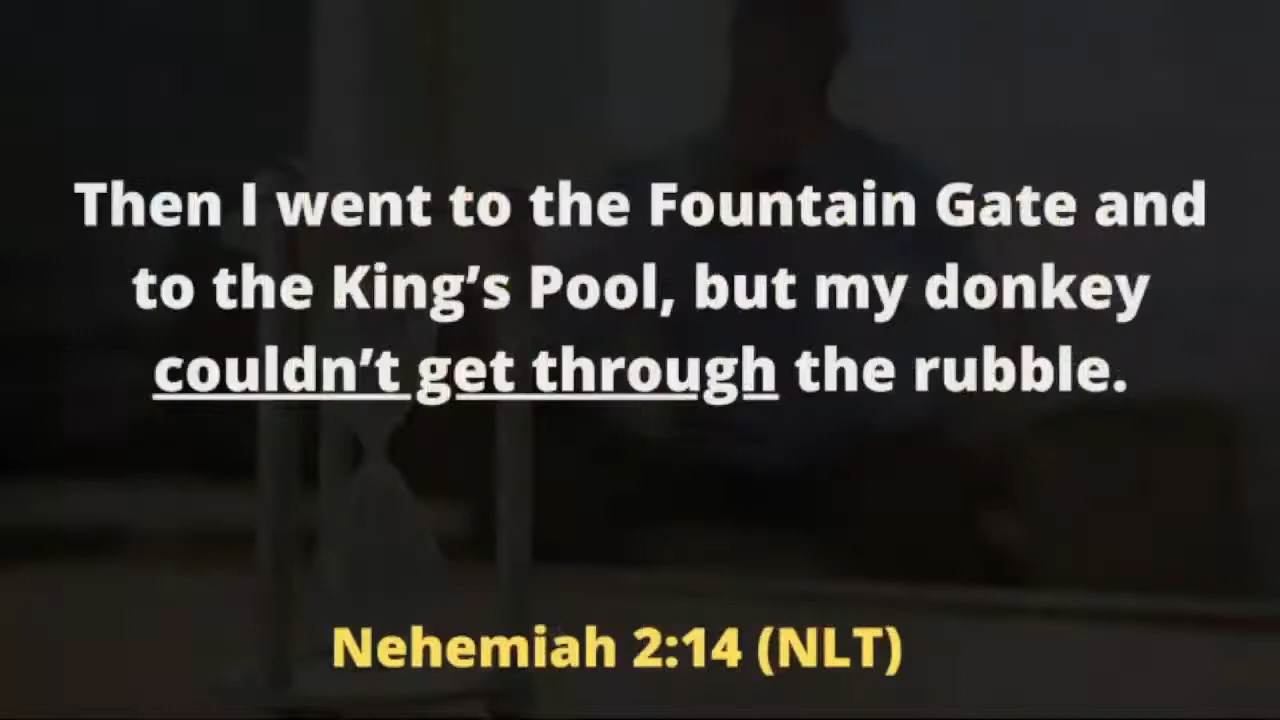 Then I went to the Fountain Gate and
to the King’s Pool, but my donkey
couldn’t get through the rubble.
Nehemiah 2:14 (NLT)